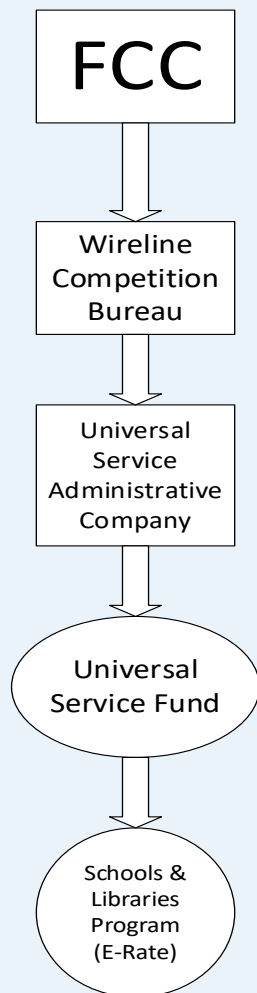 FCC
Wireline
Competition
Bureau
Universal
Service
Administrative
Company
Universal
Service Fund
Schools &
Libraries
Program
(E-Rate)